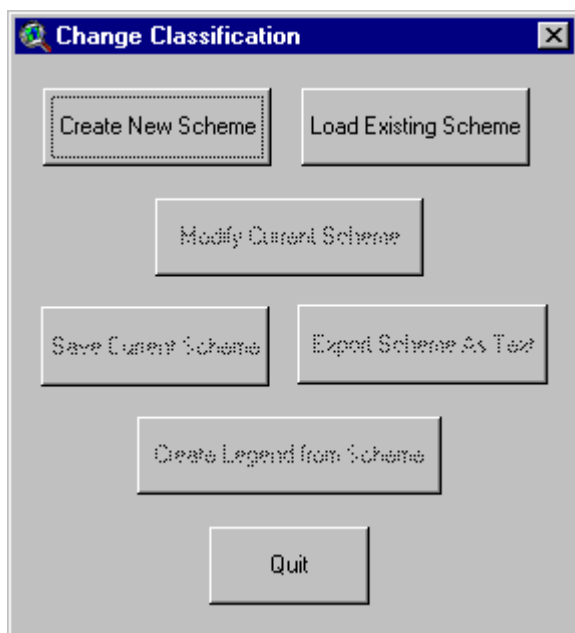 Change Classification
Create New Scheme
Load Existing Scheme
Modify Current Scheme
Save Current Scheme
Export Scheme As Text
Create Legend from Scheme
Quit